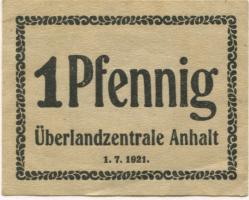 1 Pfennig
Überlandzentrale Anhalt
1. 7. 1921.